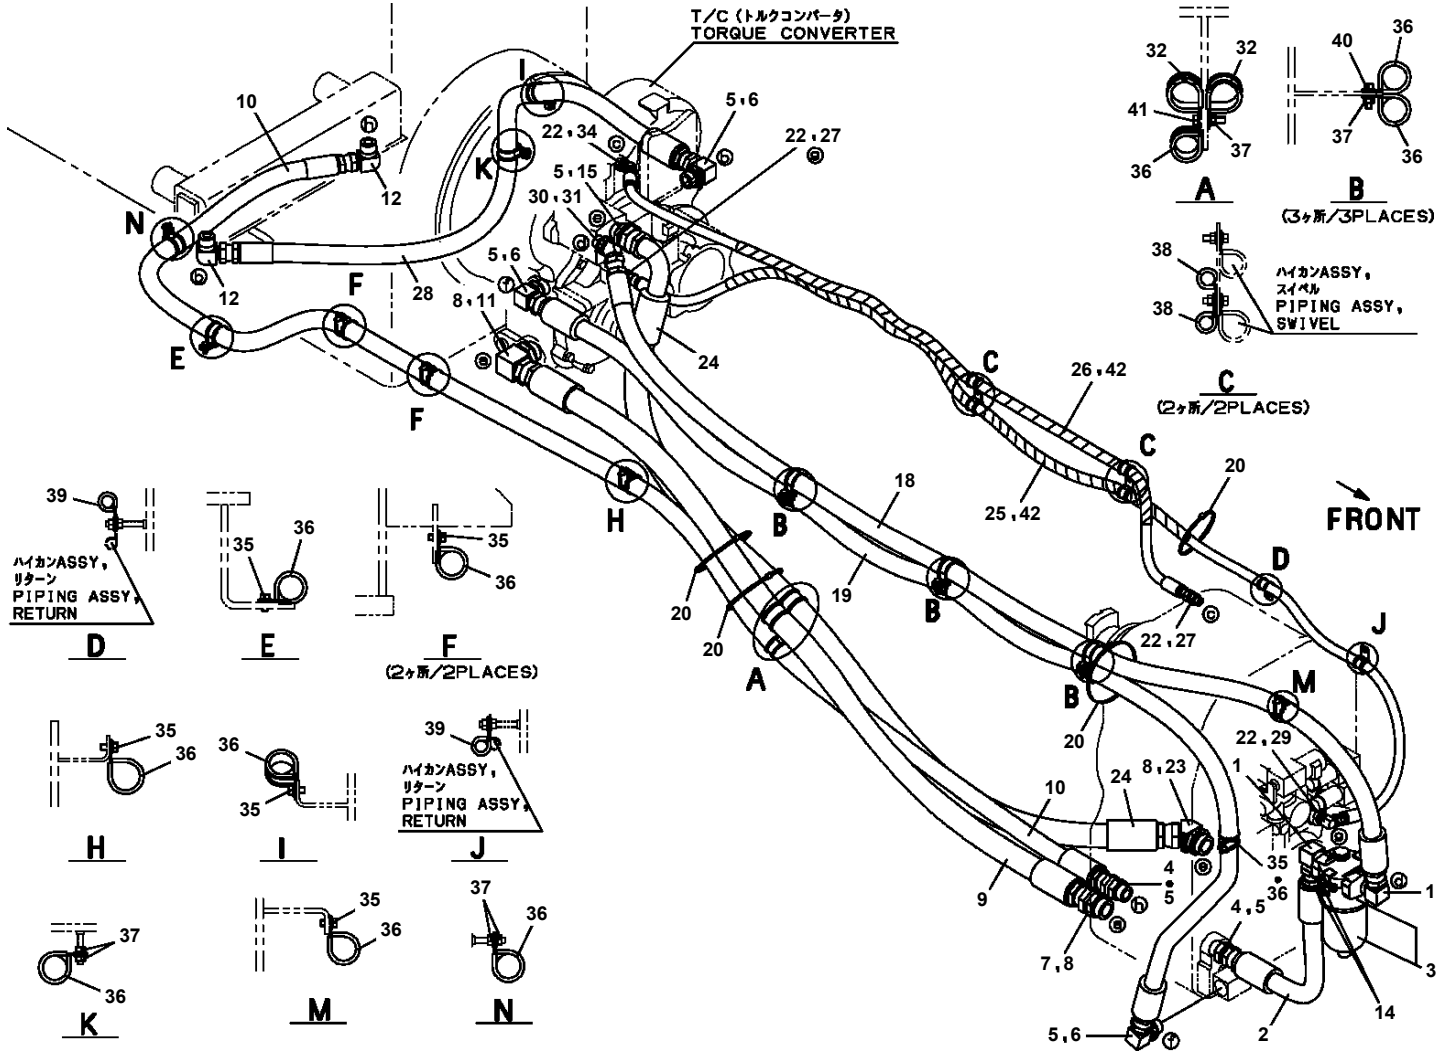 T/C (トルクコンバータ)
TORQUE CONVERTER
I
32
32
40
36
10
5,6
22,34
22,27
41
37
37
36
36
K
5,15
12
30,31
A
B
(3ヶ所/3PLACES)
N
5,6
38
ハイカンASSY,
スイベル
PIPING ASSY,
SWIVEL
12
28
F
8,11
38
E
24
C
F
26,42
C
(2ヶ所/2PLACES)
C
20
39
36
35
35
36
H
B
18
25,42
FRONT
ハイカンASSY,
リターン
PIPING ASSY,
RETURN
D
19
20
B
22,27
J
D
E
F
(2ヶ所/2PLACES)
20
A
B
M
20
35
36
36
35
39
ハイカンASSY,
リターン
PIPING ASSY,
RETURN
22,29
1
8,23
10
24
H
I
J
9
4
5
35
36
1
37
35
36
37
36
36
4,5
7,8
3
14
2
K
M
N
5,6